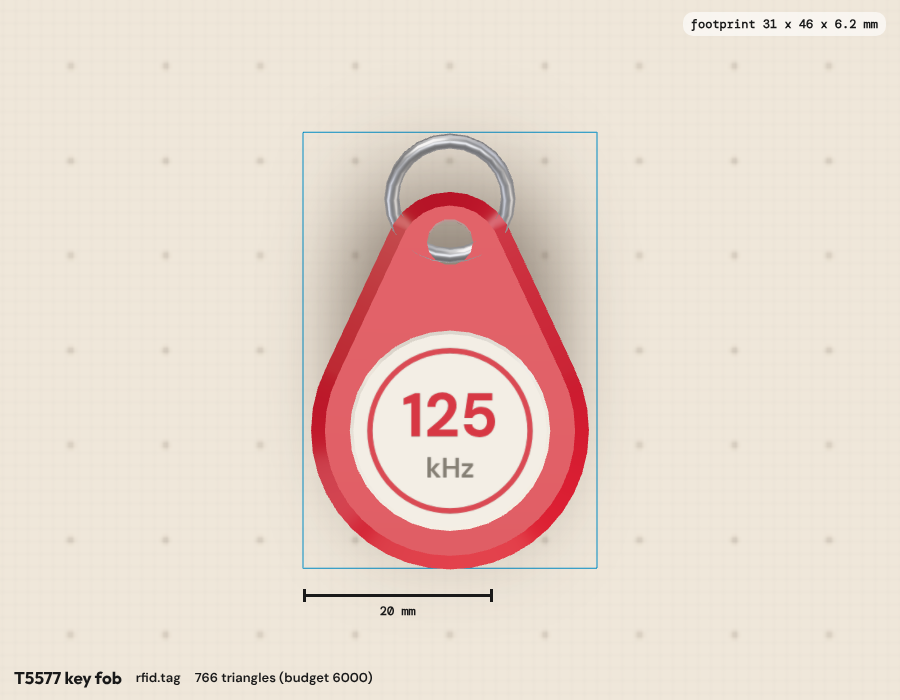 footprint 31 x 46 x 6.2 mm
125
kHz
20 mm
T5577 key fob rfid.tag 766 triangles (budget 6000)